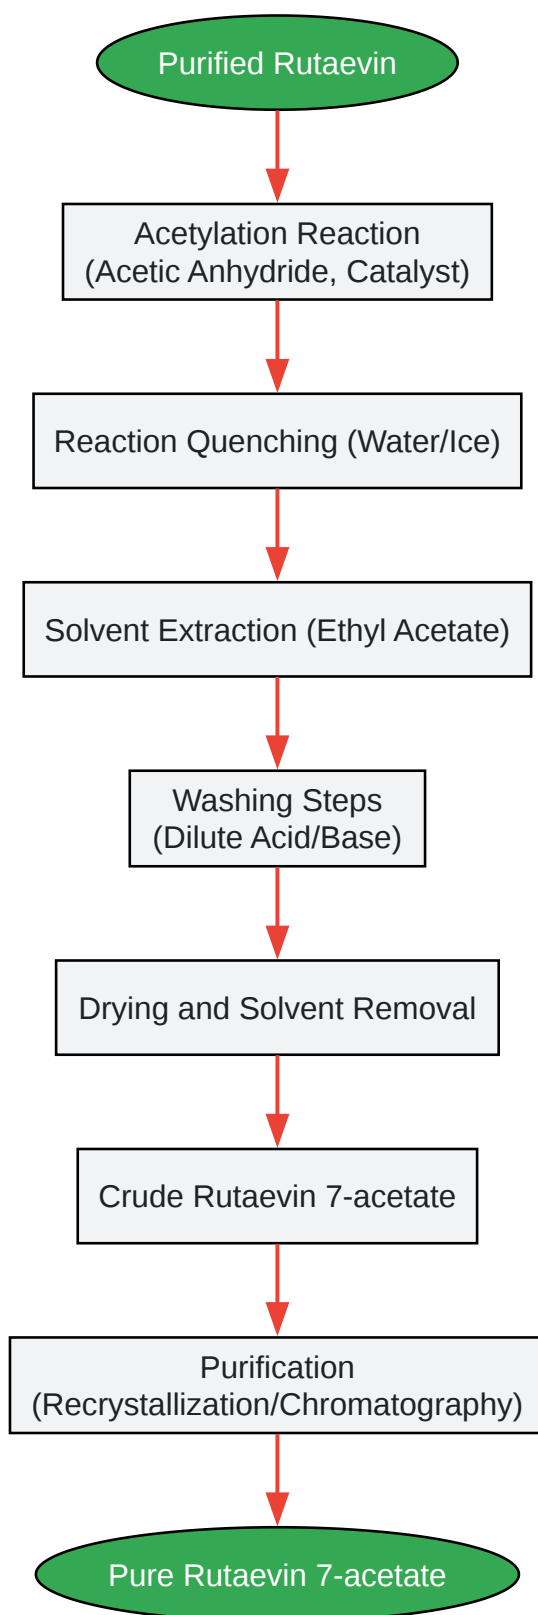 Purified Rutaevin
Acetylation Reaction
(Acetic Anhydride, Catalyst)
Reaction Quenching (Water/Ice)
Solvent Extraction (Ethyl Acetate)
Washing Steps
(Dilute Acid/Base)
Drying and Solvent Removal
Crude Rutaevin 7-acetate
Purification
(Recrystallization/Chromatography)
Pure Rutaevin 7-acetate